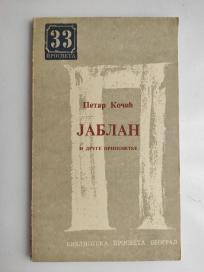 33
ПРОСВЕТА
Петар Кочић
ЈАБЛАН
И ДРУГЕ ПРИПОВЕТКЕ
БИБЛИОТЕКА ПРОСВЕТА БЕОГРАД